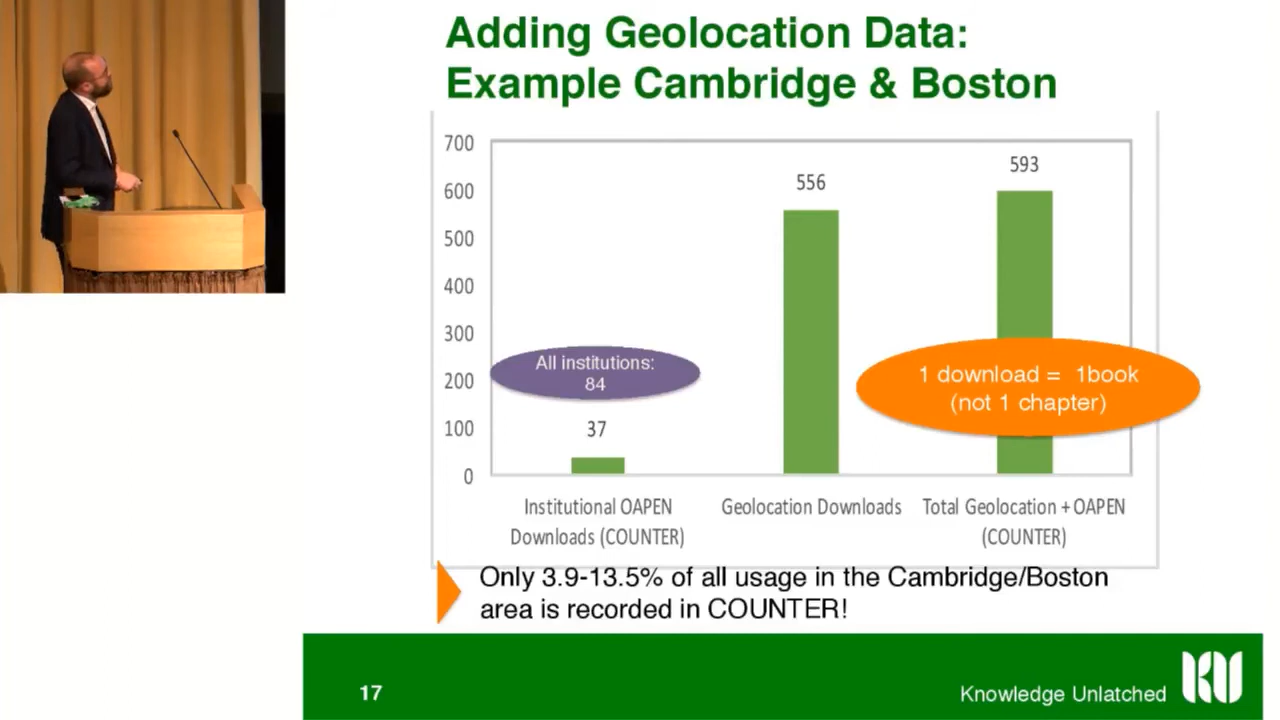 Adding Geolocation Data:
Example Cambridge & Boston
700
600
500
400
300
200
100
0
593
556
All institutions:
84
37
1 download = 1book
(not 1 chapter)
Institutional OAPEN
Downloads (COUNTER)
Geolocation Downloads
Total Geolocation + OAPEN
(COUNTER)
Only 3.9-13.5% of all usage in the Cambridge/Boston
area is recorded in COUNTER!
17
Knowledge Unlatched
KU